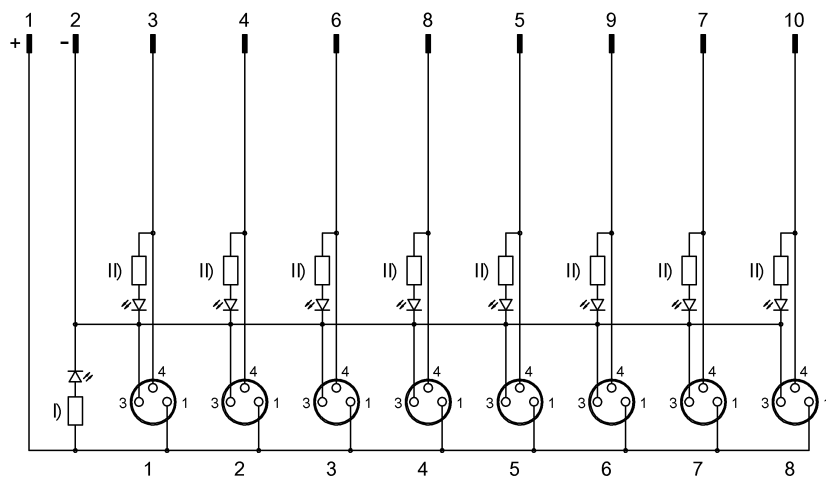 1 2 3 4 6 8 5 9 7 10
+ -
II) II) II) II) II) II) II) II)
4 4 4 4 4 4 4 4
3 1 3 1 3 1 3 1 3 1 3 1 3 1 3 1
I)
1 2 3 4 5 6 7 8